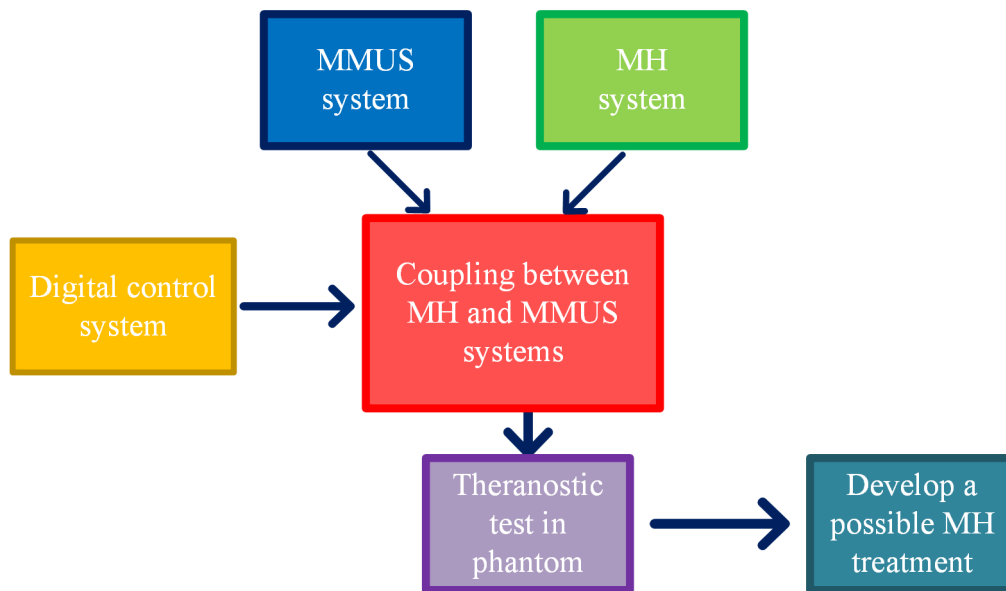 MMUS
system
MH
system
Digital control
system
Coupling between
MH and MMUS
systems
Theranostic
test in
phantom
Develop a
possible MH
treatment